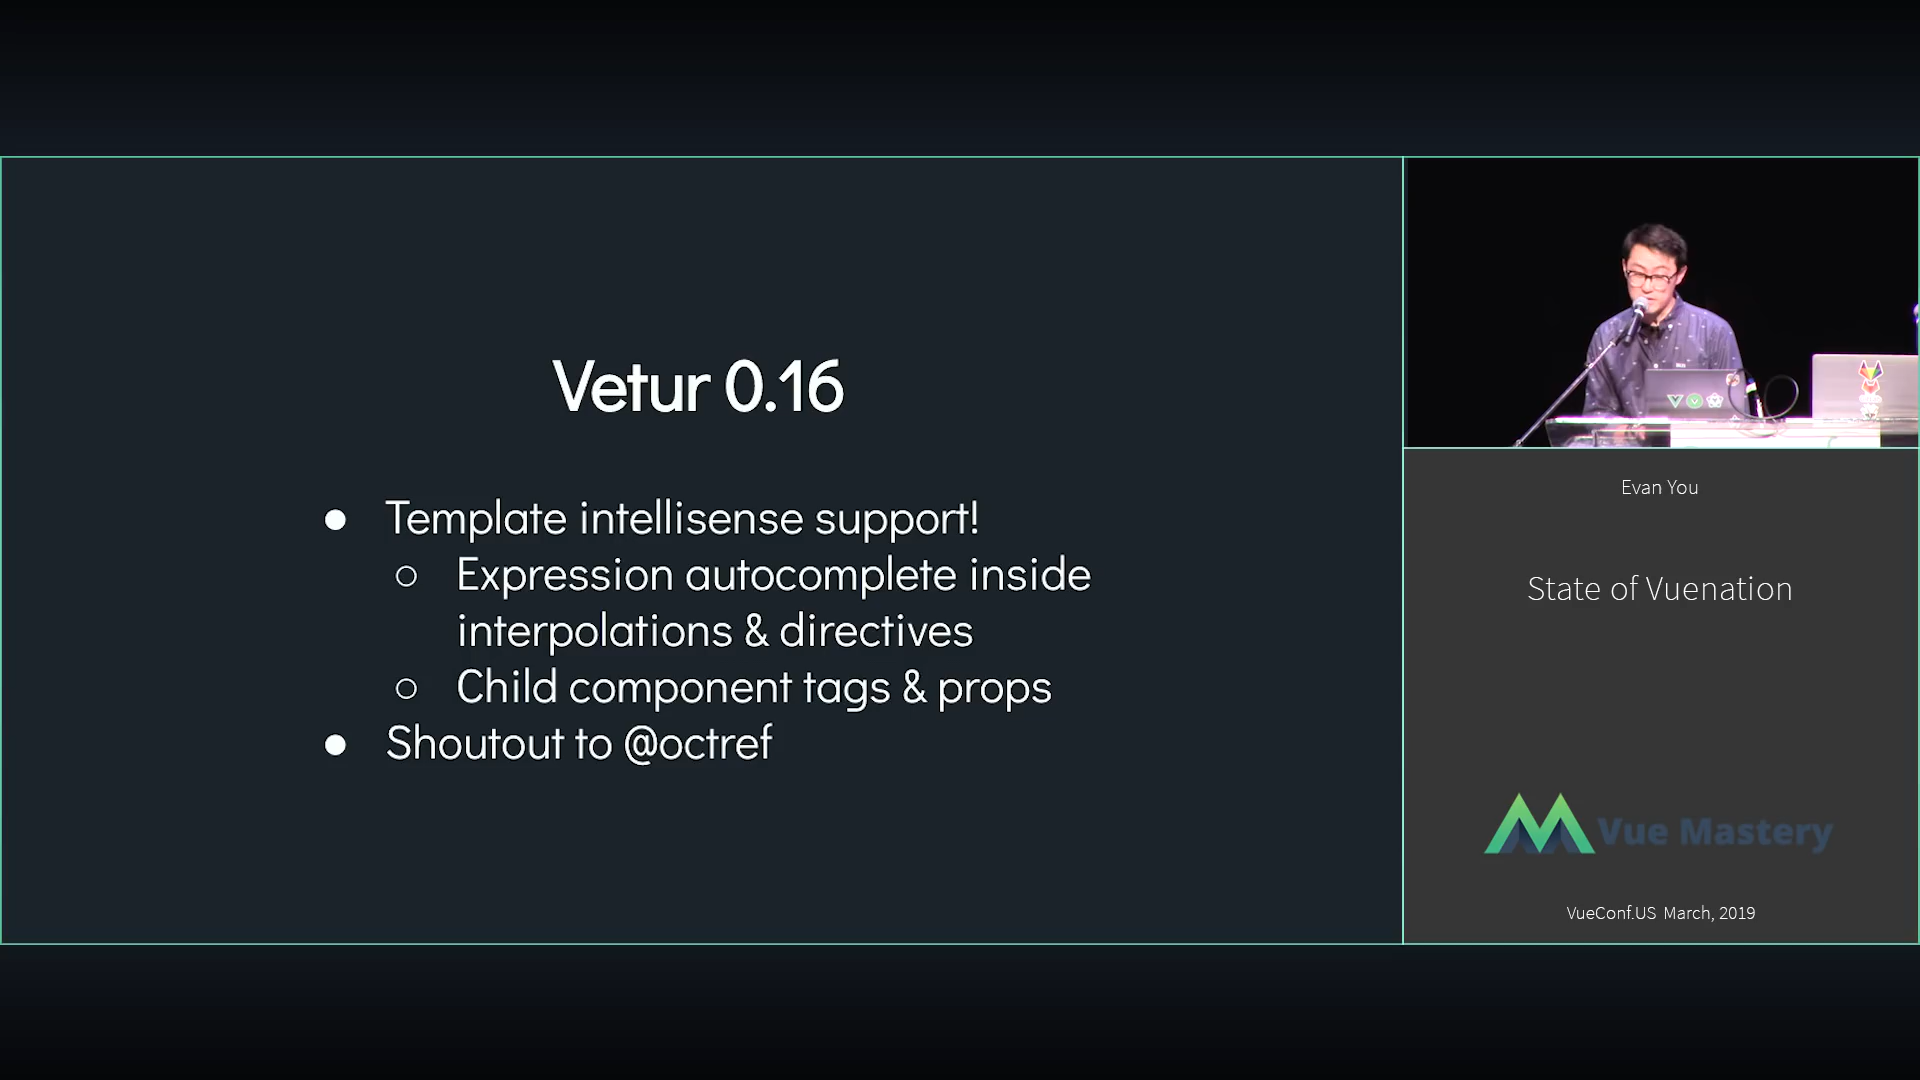 Vetur 0.16
● Template intellisense support!
○ Expression autocomplete inside
interpolations & directives
○ Child component tags & props
● Shoutout to @octref
Evan You
State of Vuenation
Vue Mastery
VueConf.US March, 2019